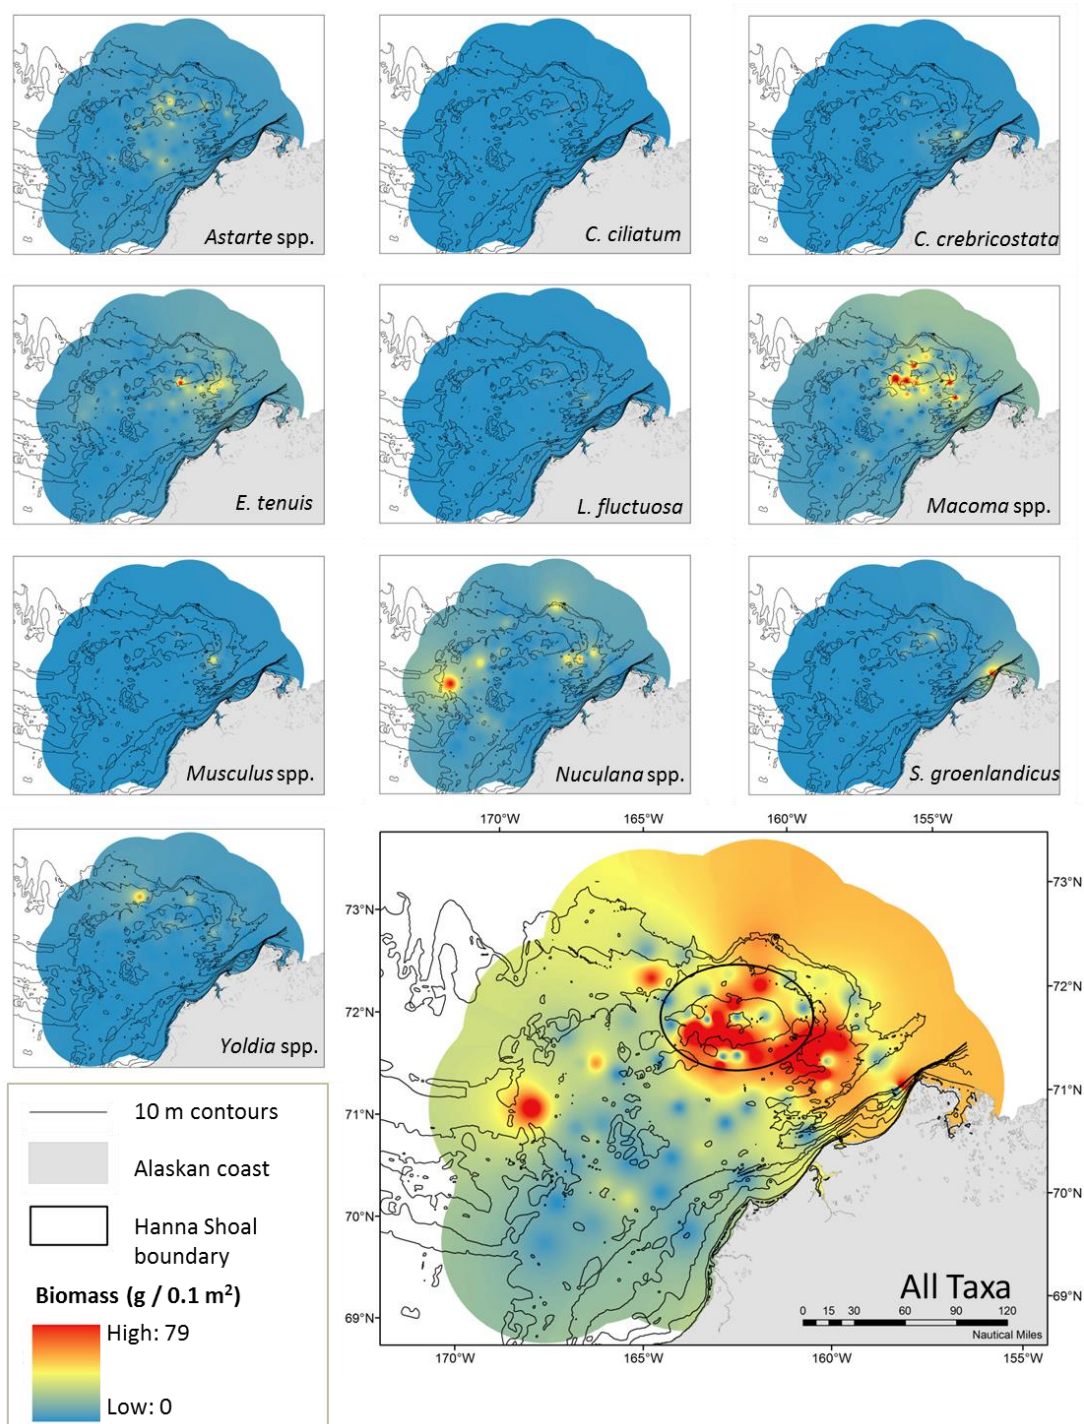 Astarte spp.
C. ciliatum
C. crebricostata
E. tenuis
L. fluctuosa
Macoma spp.
Musculus spp.
Nuculana spp.
S. groenlandicus
Yoldia spp.
170°W 165°W 160°W 155°W
73°N 73°N
72°N 72°N
71°N 71°N
70°N 70°N
69°N 69°N
170°W 165°W 160°W 155°W
All Taxa
0 15 30 60 90 120
Nautical Miles
10 m contours
Alaskan coast
Hanna Shoal
boundary
Biomass (g / 0.1 m²)
High: 79
Low: 0